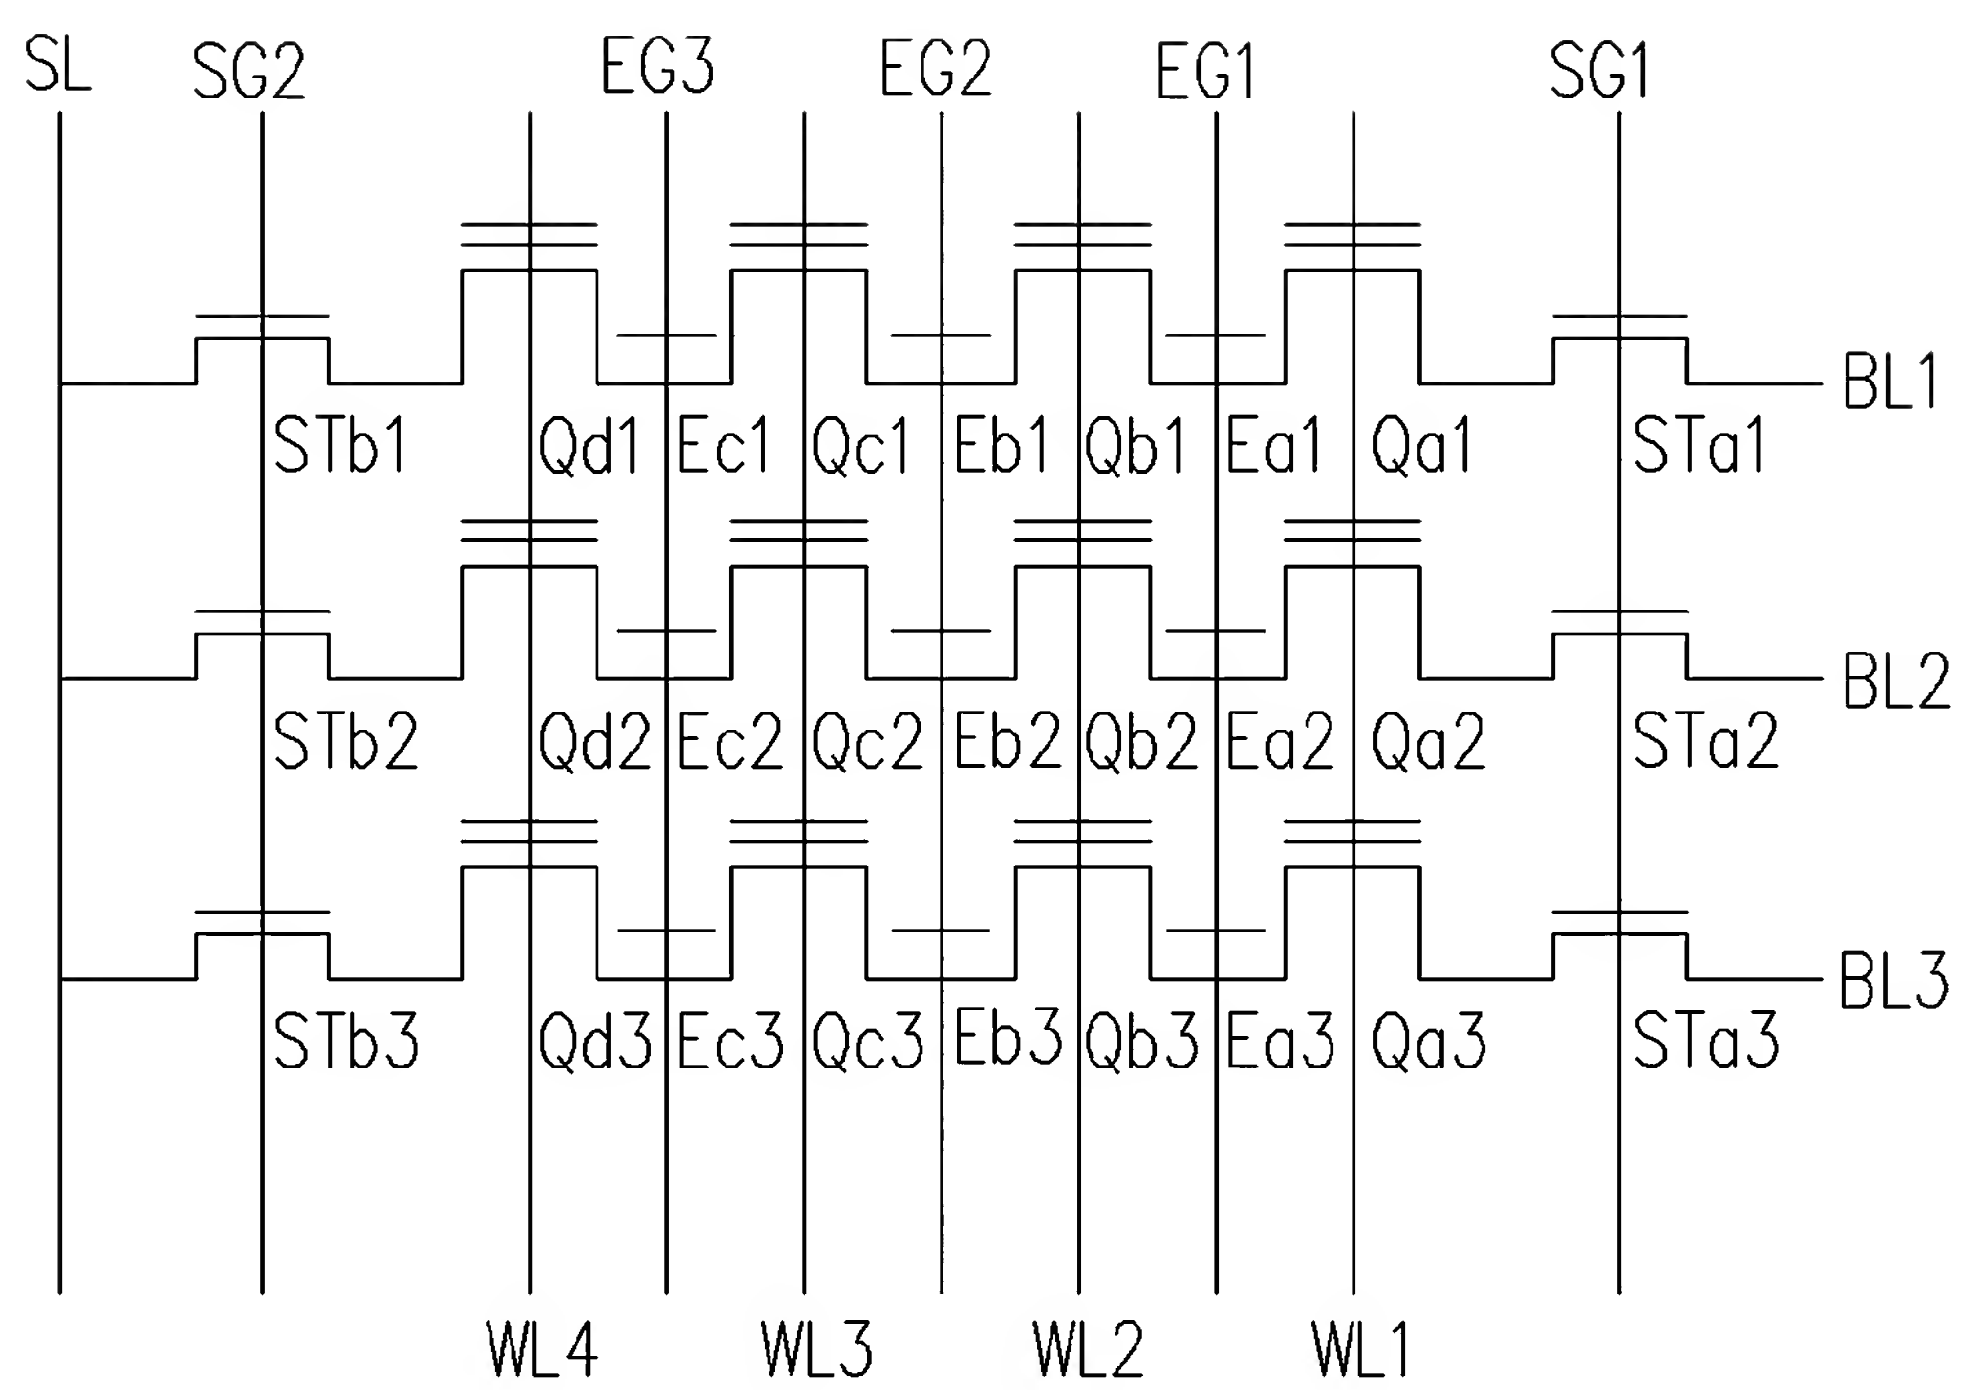 SL SG2 EG3 EG2 EG1 SG1
BL1
STb1 Qd1 Ec1 Qc1 Eb1 Qb1 Ea1 Qa1 STa1
BL2
STb2 Qd2 Ec2 Qc2 Eb2 Qb2 Ea2 Qa2 STa2
BL3
STb3 Qd3 Ec3 Qc3 Eb3 Qb3 Ea3 Qa3 STa3
WL4 WL3 WL2 WL1